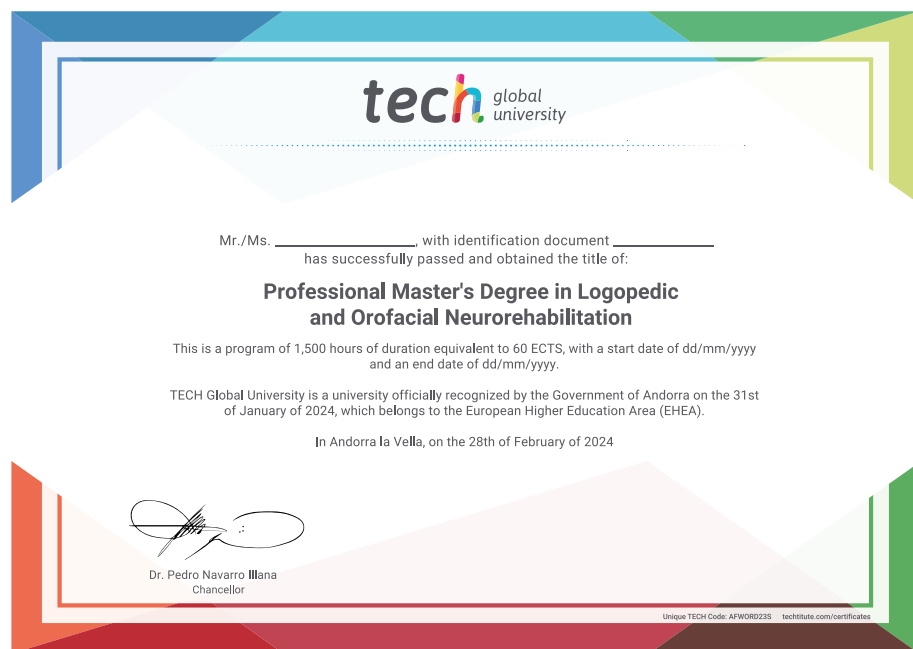 tech global university
Mr./Ms. ____________, with identification document ____________
has successfully passed and obtained the title of:
Professional Master's Degree in Logopedic
and Orofacial Neurorehabilitation
This is a program of 1,500 hours of duration equivalent to 60 ECTS, with a start date of dd/mm/yyyy
and an end date of dd/mm/yyyy.
TECH Global University is a university officially recognized by the Government of Andorra on the 31st
of January of 2024, which belongs to the European Higher Education Area (EHEA).
In Andorra la Vella, on the 28th of February of 2024
Dr. Pedro Navarro Illana
Chancellor
Unique TECH Code: AFWORD23S techtitute.com/certificates